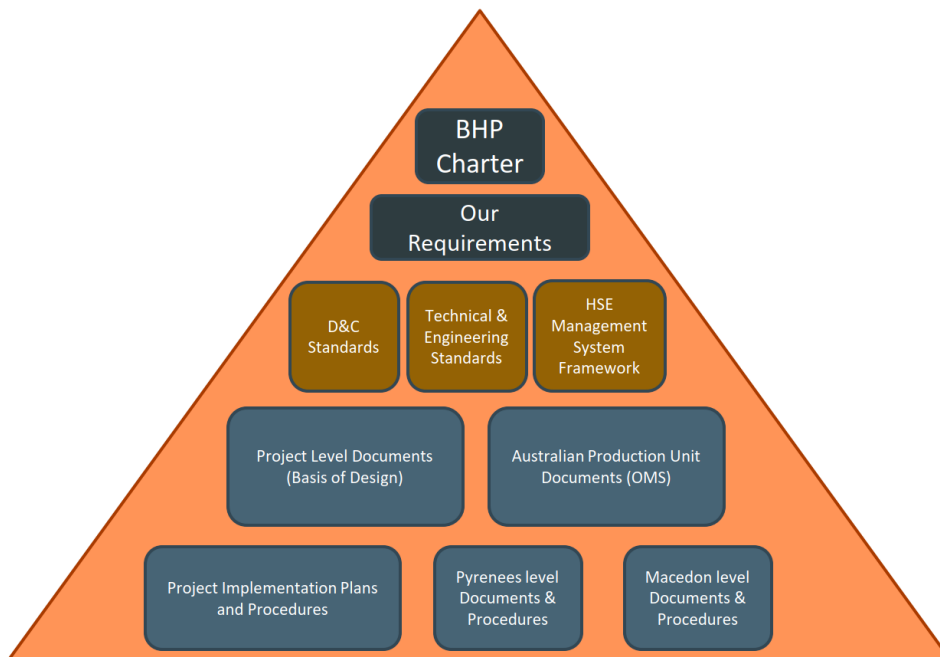 BHP
Charter
Our
Requirements
D&C
Standards
Technical &
Engineering
Standards
HSE
Management
System
Framework
Project Level Documents
(Basis of Design)
Australian Production Unit
Documents (OMS)
Project Implementation Plans
and Procedures
Pyrenees level
Documents &
Procedures
Macedon level
Documents &
Procedures